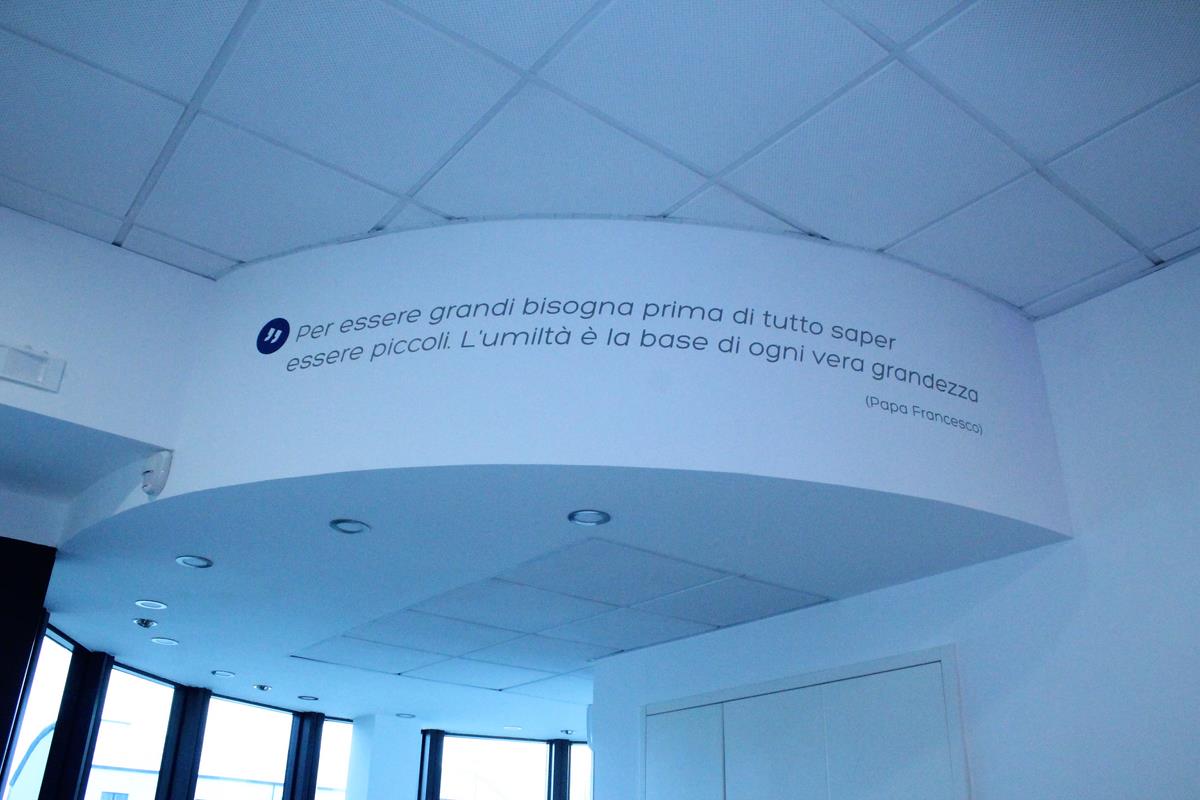 ” Per essere grandi bisogna prima di tutto saper
essere piccoli. L'umiltà è la base di ogni vera grandezza
(Papa Francesco)